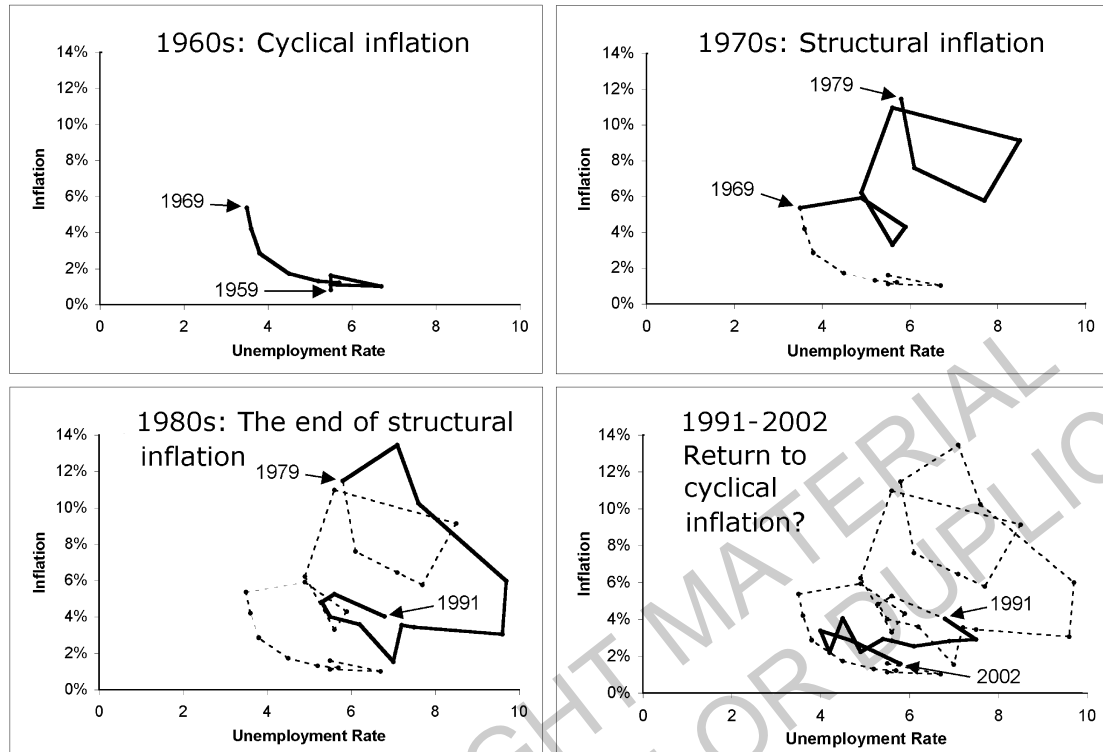 1960s: Cyclical inflation
14%
12%
10%
8%
6%
4%
2%
0%
Inflation
1969
1959
0 2 4 6 8 10
Unemployment Rate
1970s: Structural inflation
14%
12%
10%
8%
6%
4%
2%
0%
Inflation
1979
1969
0 2 4 6 8 10
Unemployment Rate
1980s: The end of structural
inflation
14%
12%
10%
8%
6%
4%
2%
0%
Inflation
1979
1991
0 2 4 6 8 10
Unemployment Rate
1991-2002
Return to
cyclical
inflation?
14%
12%
10%
8%
6%
4%
2%
0%
Inflation
1991
2002
0 2 4 6 8 10
Unemployment Rate
MATERIAL
OR